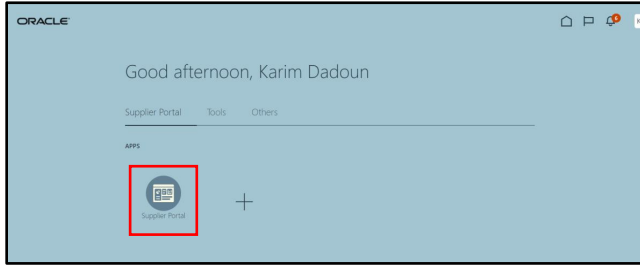 ORACLE
Good afternoon, Karim Dadoun
Supplier Portal Tools Others
APPS
Supplier Portal